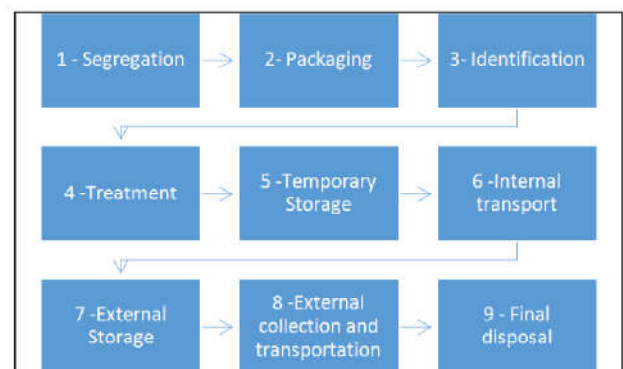 1 - Segregation
2- Packaging
3- Identification
4 -Treatment
5 -Temporary
Storage
6 -Internal
transport
7 -External
Storage
8 -External
collection and
transportation
9 - Final
disposal